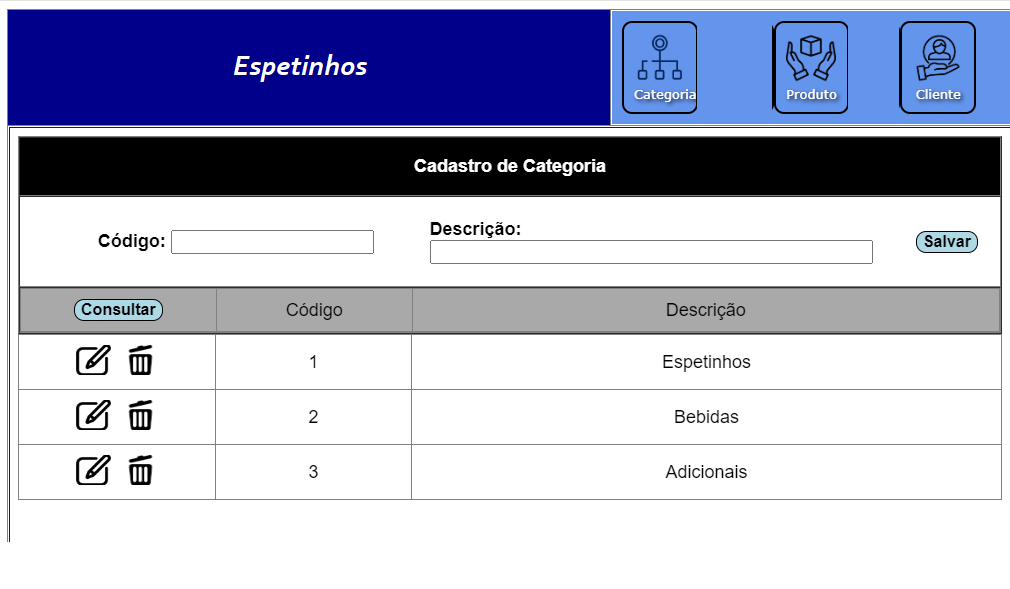 Espetinhos
Categoria
Produto
Cliente
Cadastro de Categoria
Código:
Descrição:
Salvar
Consultar Código Descrição
1 Espetinhos
2 Bebidas
3 Adicionais